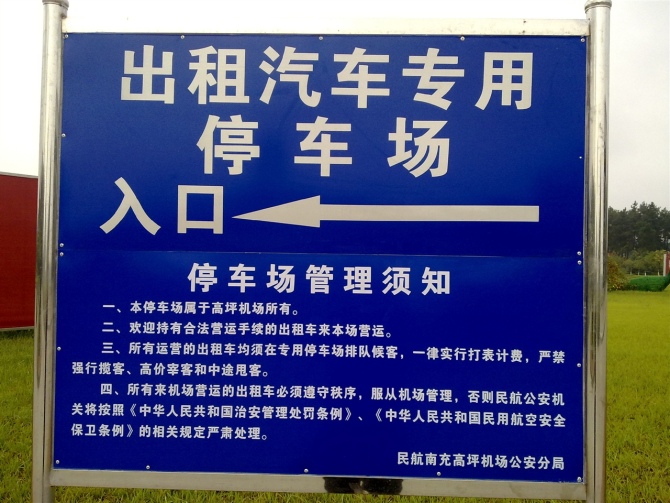 出租汽车专用
停车场
入口
停车场管理须知
一、本停车场属于高坪机场所有。
二、欢迎持有合法营运手续的出租车来本场营运。
三、所有运营的出租车均须在专用停车场排队候客，一律实行打表计费，严禁
强行揽客、高价宰客和中途甩客。
四、所有来机场营运的出租车必须遵守秩序，服从机场管理，否则民航公安机
关将按照《中华人民共和国治安管理处罚条例》、《中华人民共和国民用航空安全
保卫条例》的相关规定严肃处理。
民航南充高坪机场公安分局